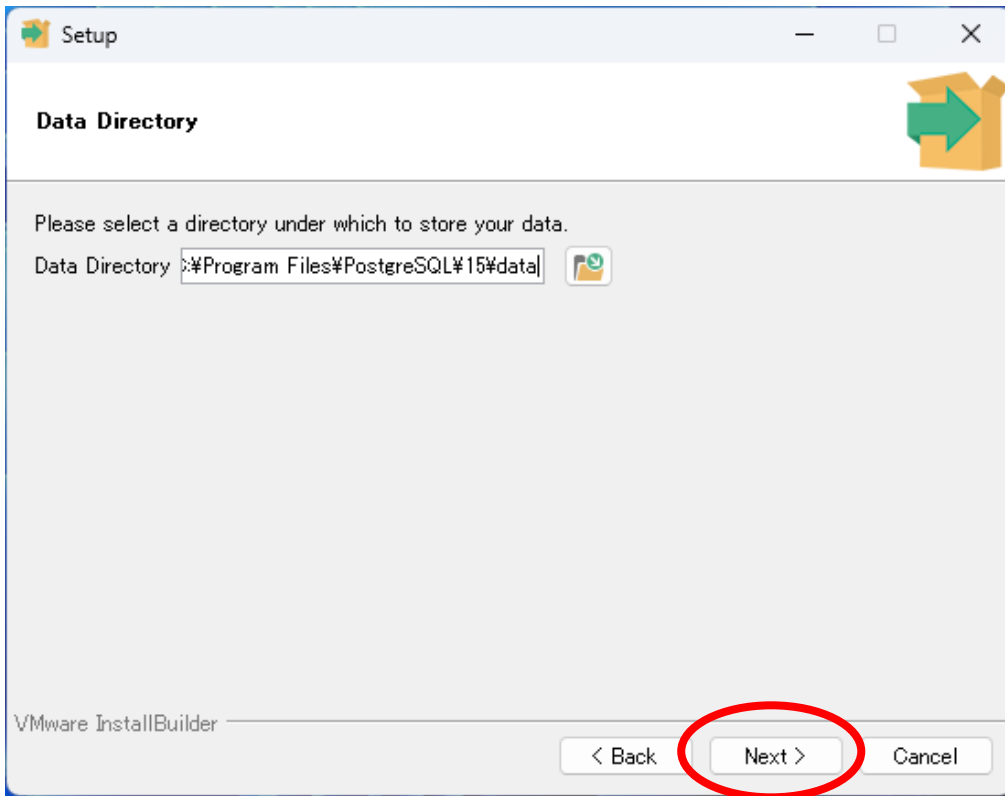 Setup
Data Directory
Please select a directory under which to store your data.
Data Directory :¥Program Files¥PostgreSQL¥15¥data
VMware InstallBuilder
< Back Next > Cancel